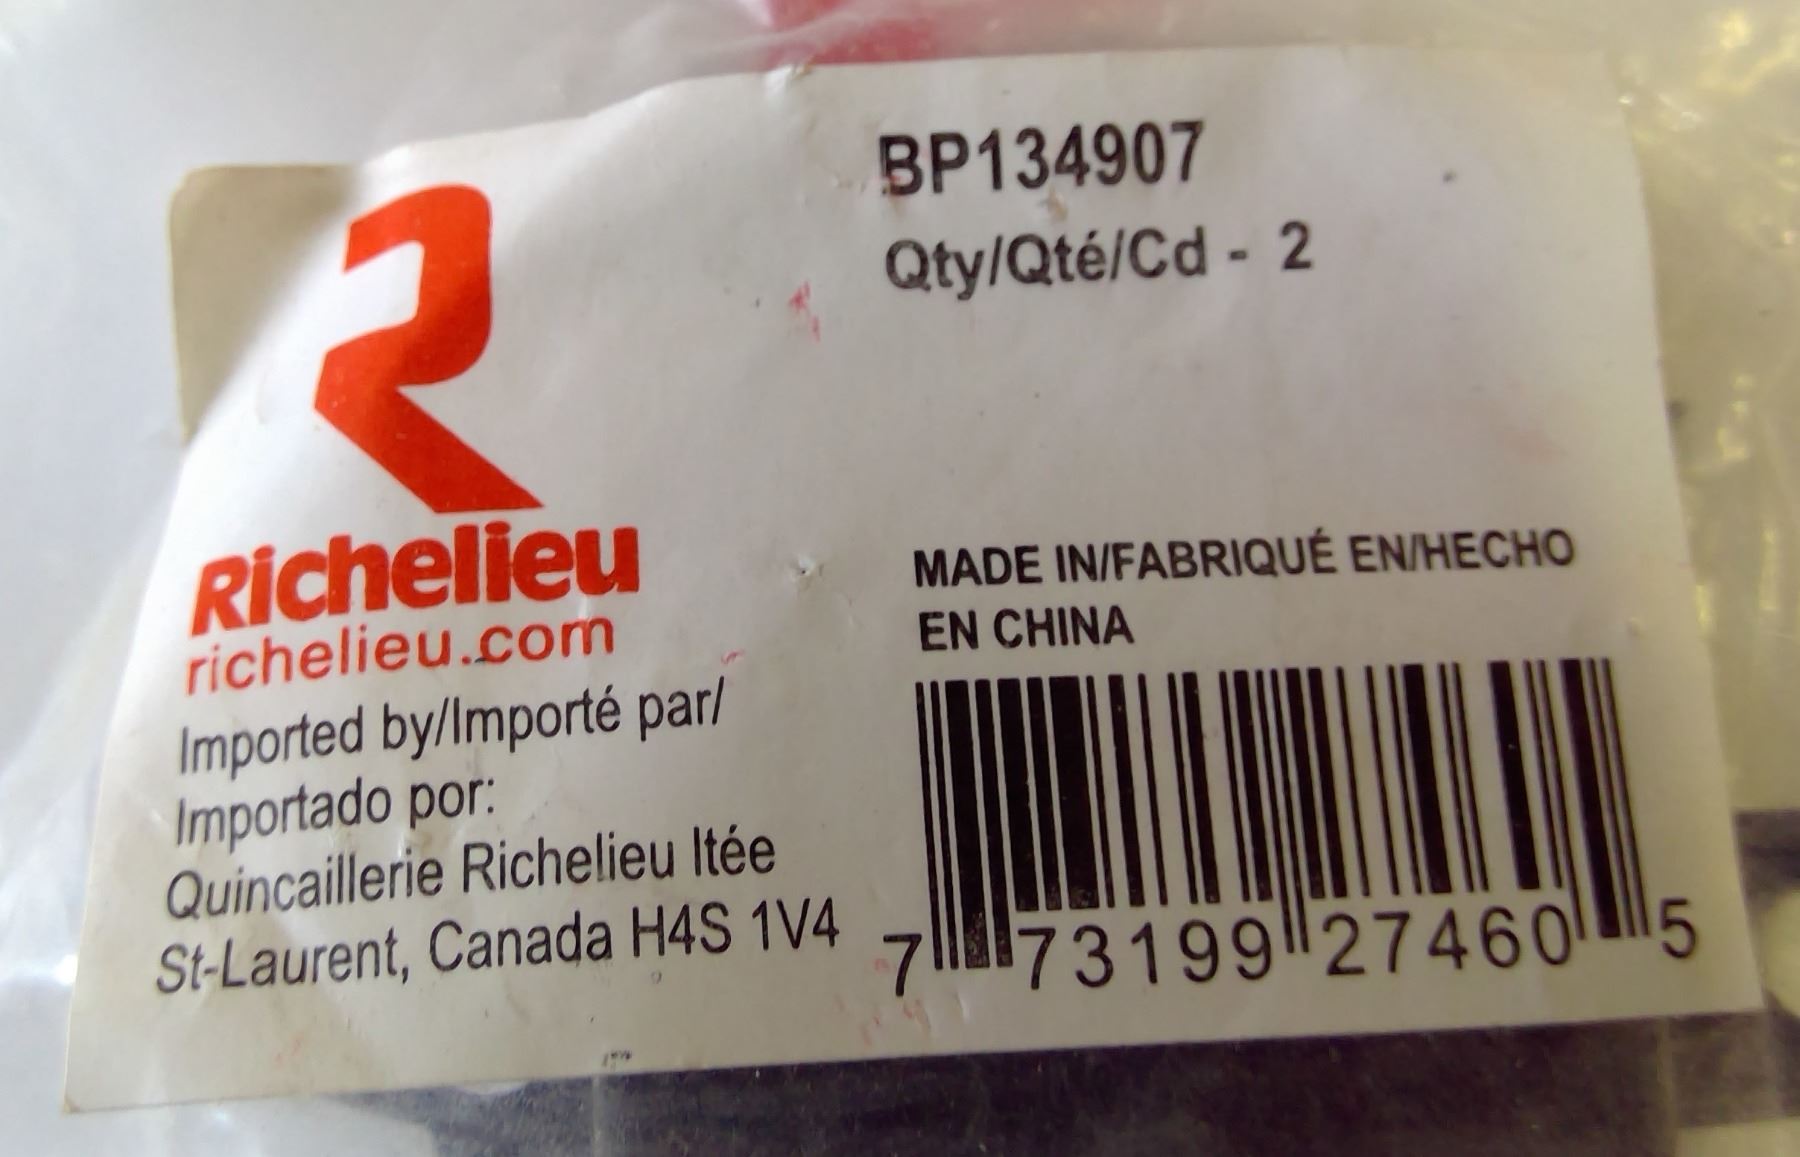 BP134907
Qty/Qté/Cd - 2
Richelieu
richelieu.com
Imported by/Importé par/
Importado por:
Quincaillerie Richelieu ltée
St-Laurent, Canada H4S 1V4
MADE IN/FABRIQUÉ EN/HECHO
EN CHINA
7 73199 27460 5